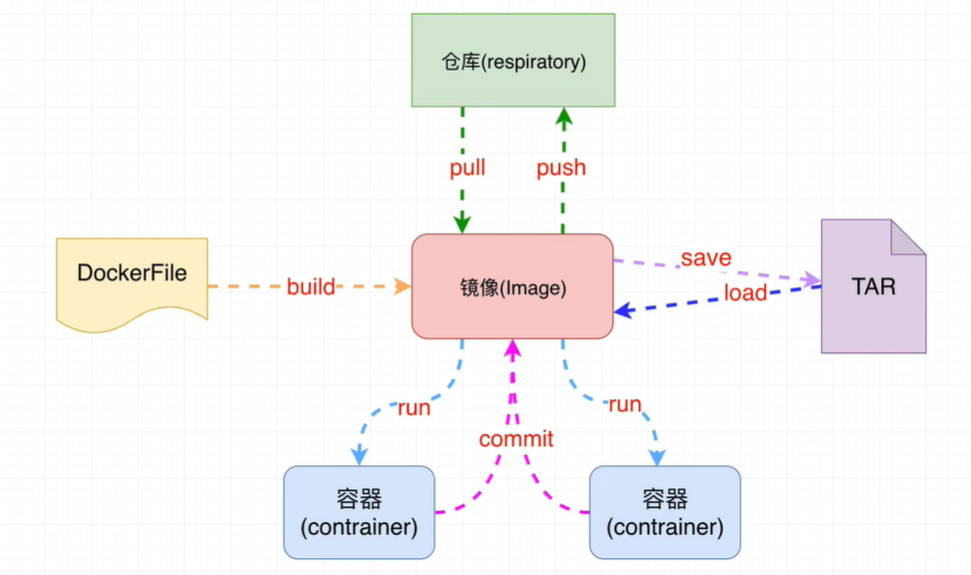 仓库(respiratory)
pull
push
DockerFile
build
镜像(Image)
save
load
TAR
run
run
commit
容器
(contrainer)
容器
(contrainer)